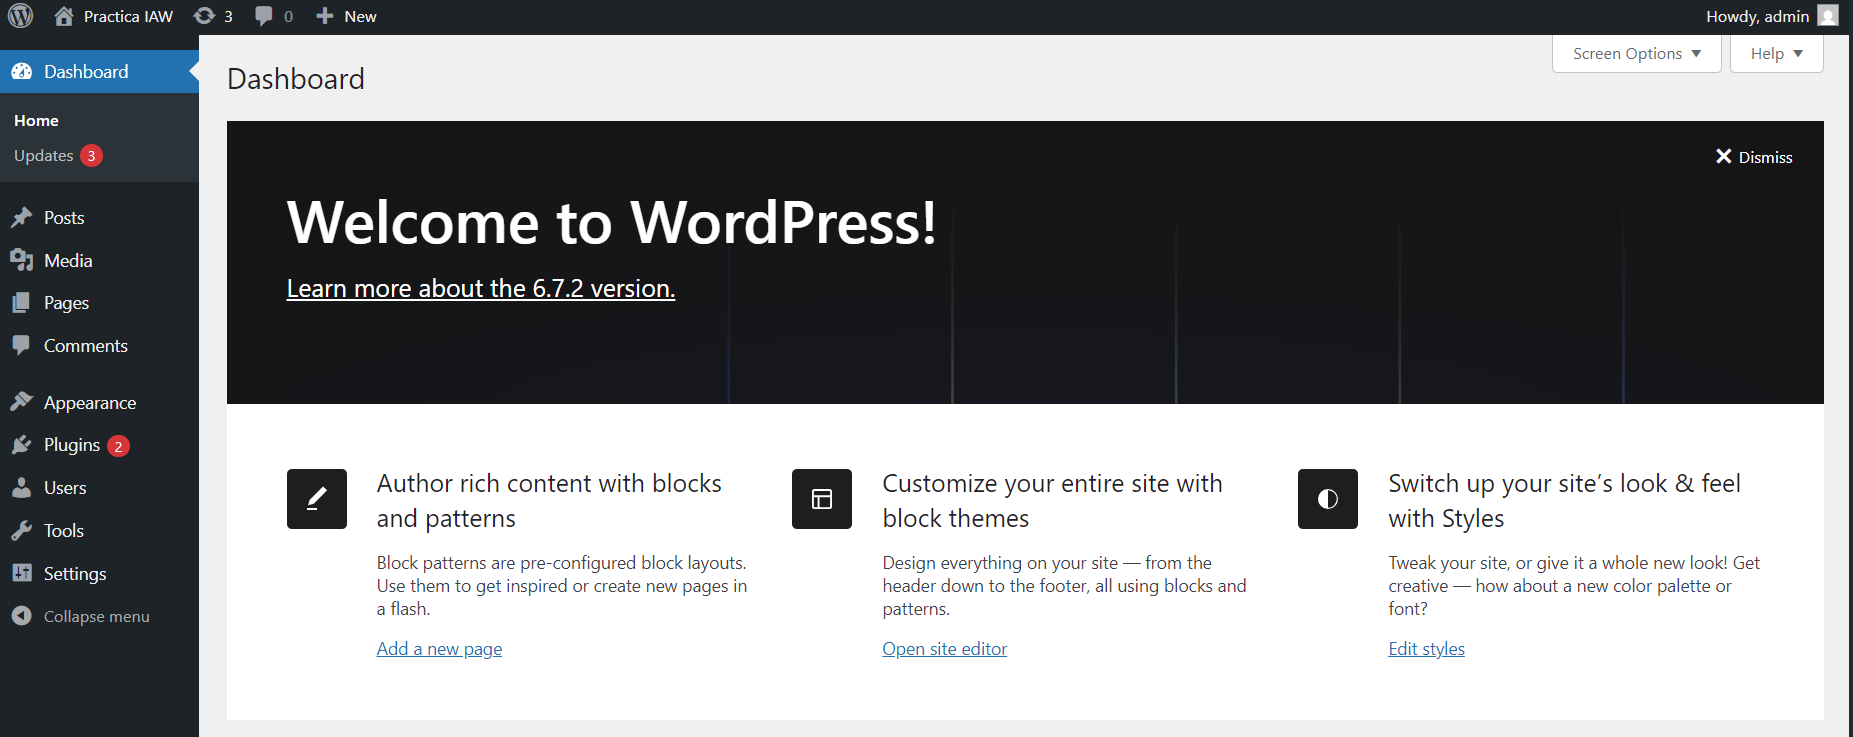 Practica IAW 3 0 New Howdy, admin
Screen Options Help
Dashboard
Home
Updates 3
Posts
Media
Pages
Comments
Appearance
Plugins 2
Users
Tools
Settings
Collapse menu
Dashboard
Dismiss
Welcome to WordPress!
Learn more about the 6.7.2 version.
Author rich content with blocks
and patterns
Block patterns are pre-configured block layouts.
Use them to get inspired or create new pages in
a flash.
Add a new page
Customize your entire site with
block themes
Design everything on your site — from the
header down to the footer, all using blocks and
patterns.
Open site editor
Switch up your site’s look & feel
with Styles
Tweak your site, or give it a whole new look! Get
creative — how about a new color palette or
font?
Edit styles